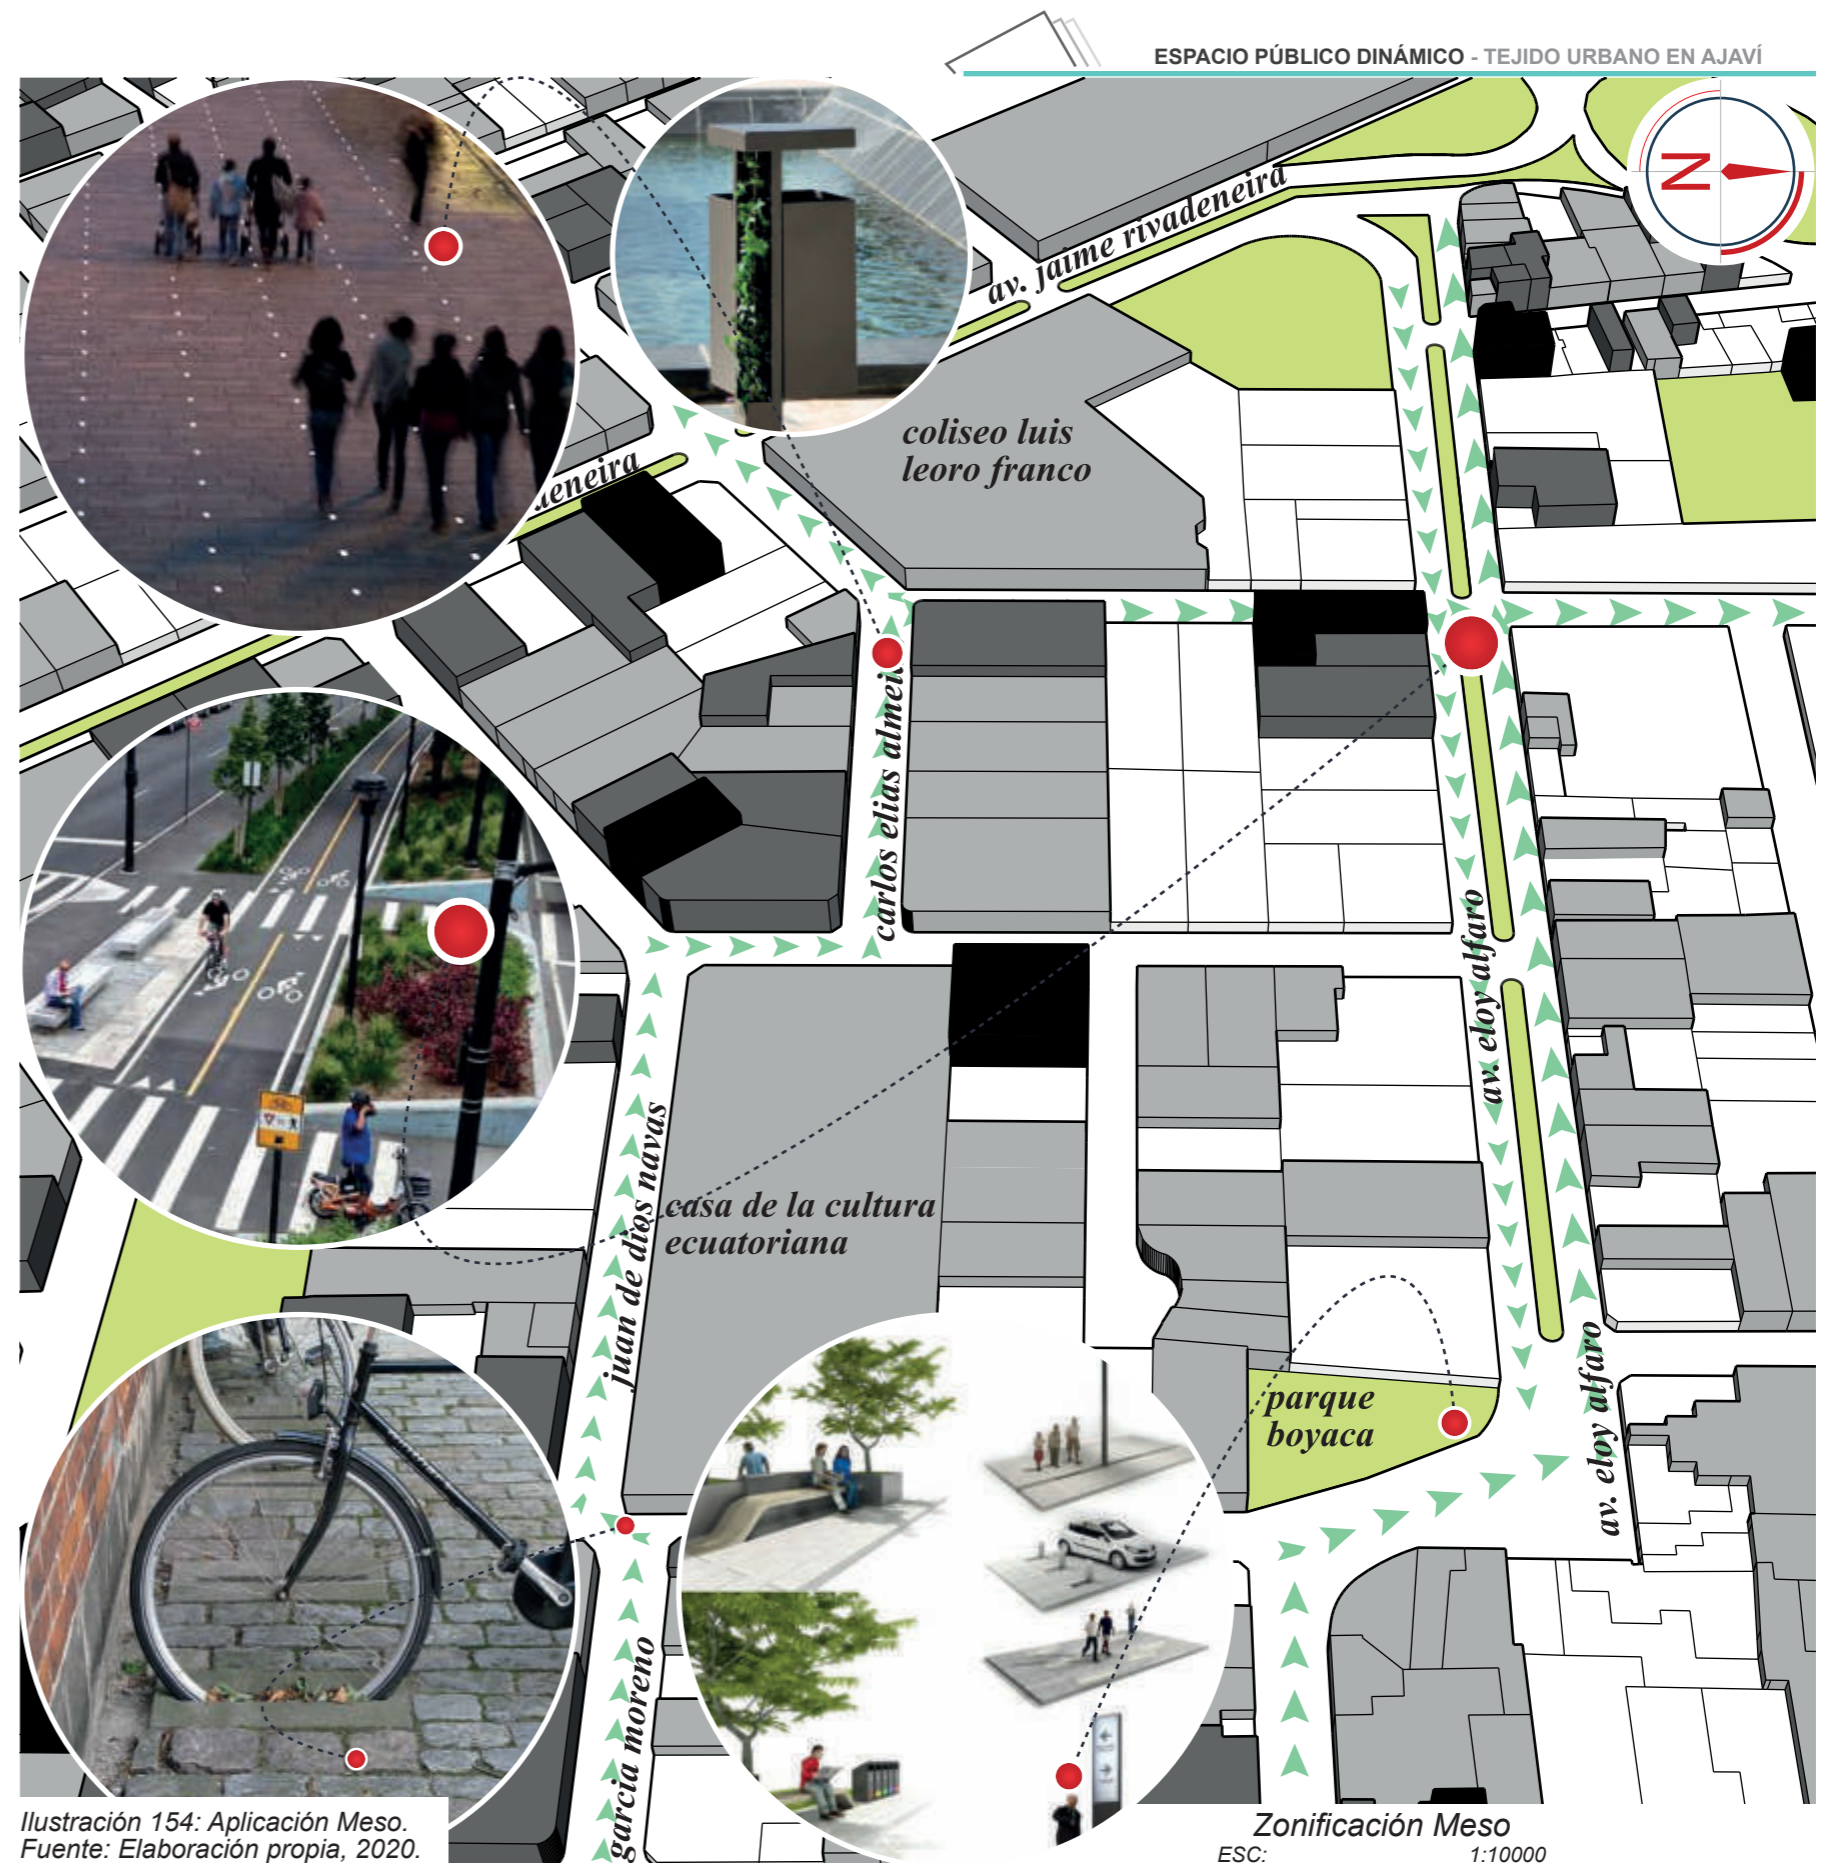 ESPACIO PÚBLICO DINÁMICO - TEJIDO URBANO EN AJAVÍ
N
av. jaime rivadeneira
coliseo luis
leoro franco
deneira
carlos elias almei
av. eloy alfaro
juan de dios navas
casa de la cultura
ecuatoriana
parque
boyaca
av. eloy alfaro
garcia moreno
Ilustración 154: Aplicación Meso.
Fuente: Elaboración propia, 2020.
Zonificación Meso
ESC: 1:10000